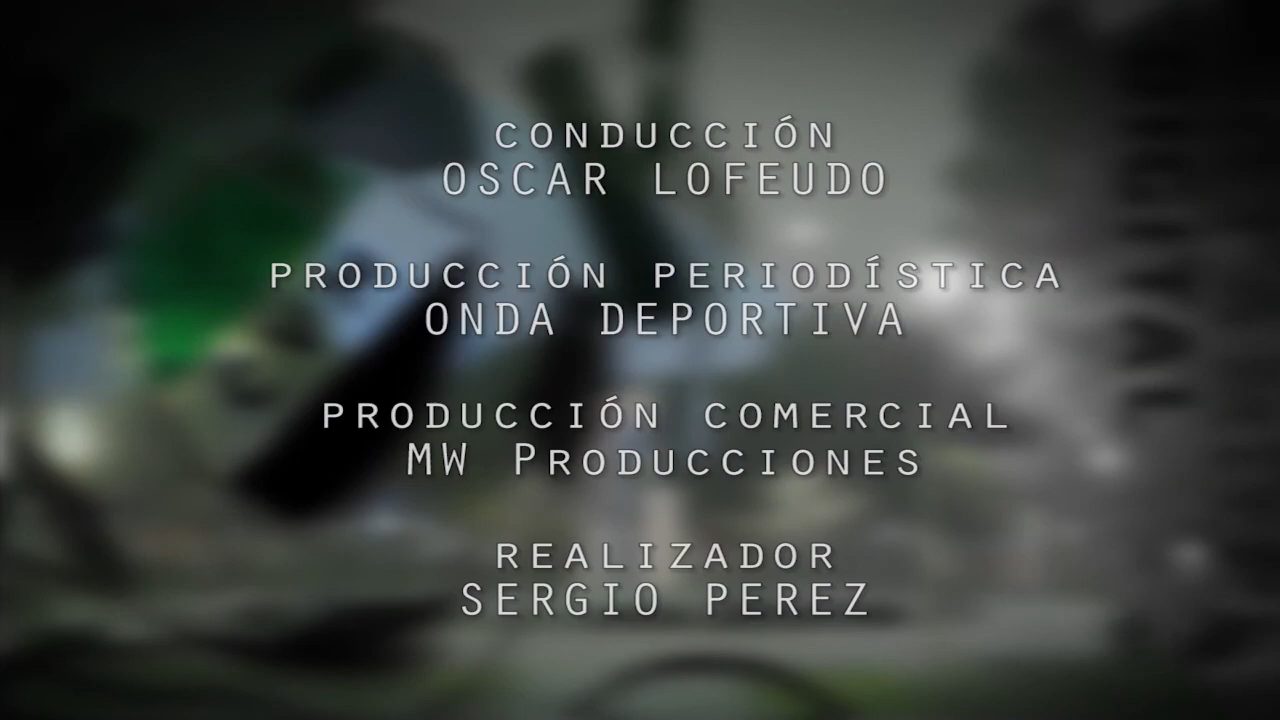 CONDUCCIÓN
OSCAR LOFEUDO
PRODUCCIÓN PERIODÍSTICA
ONDA DEPORTIVA
PRODUCCIÓN COMERCIAL
MW PRODUCCIONES
REALIZADOR
SERGIO PEREZ